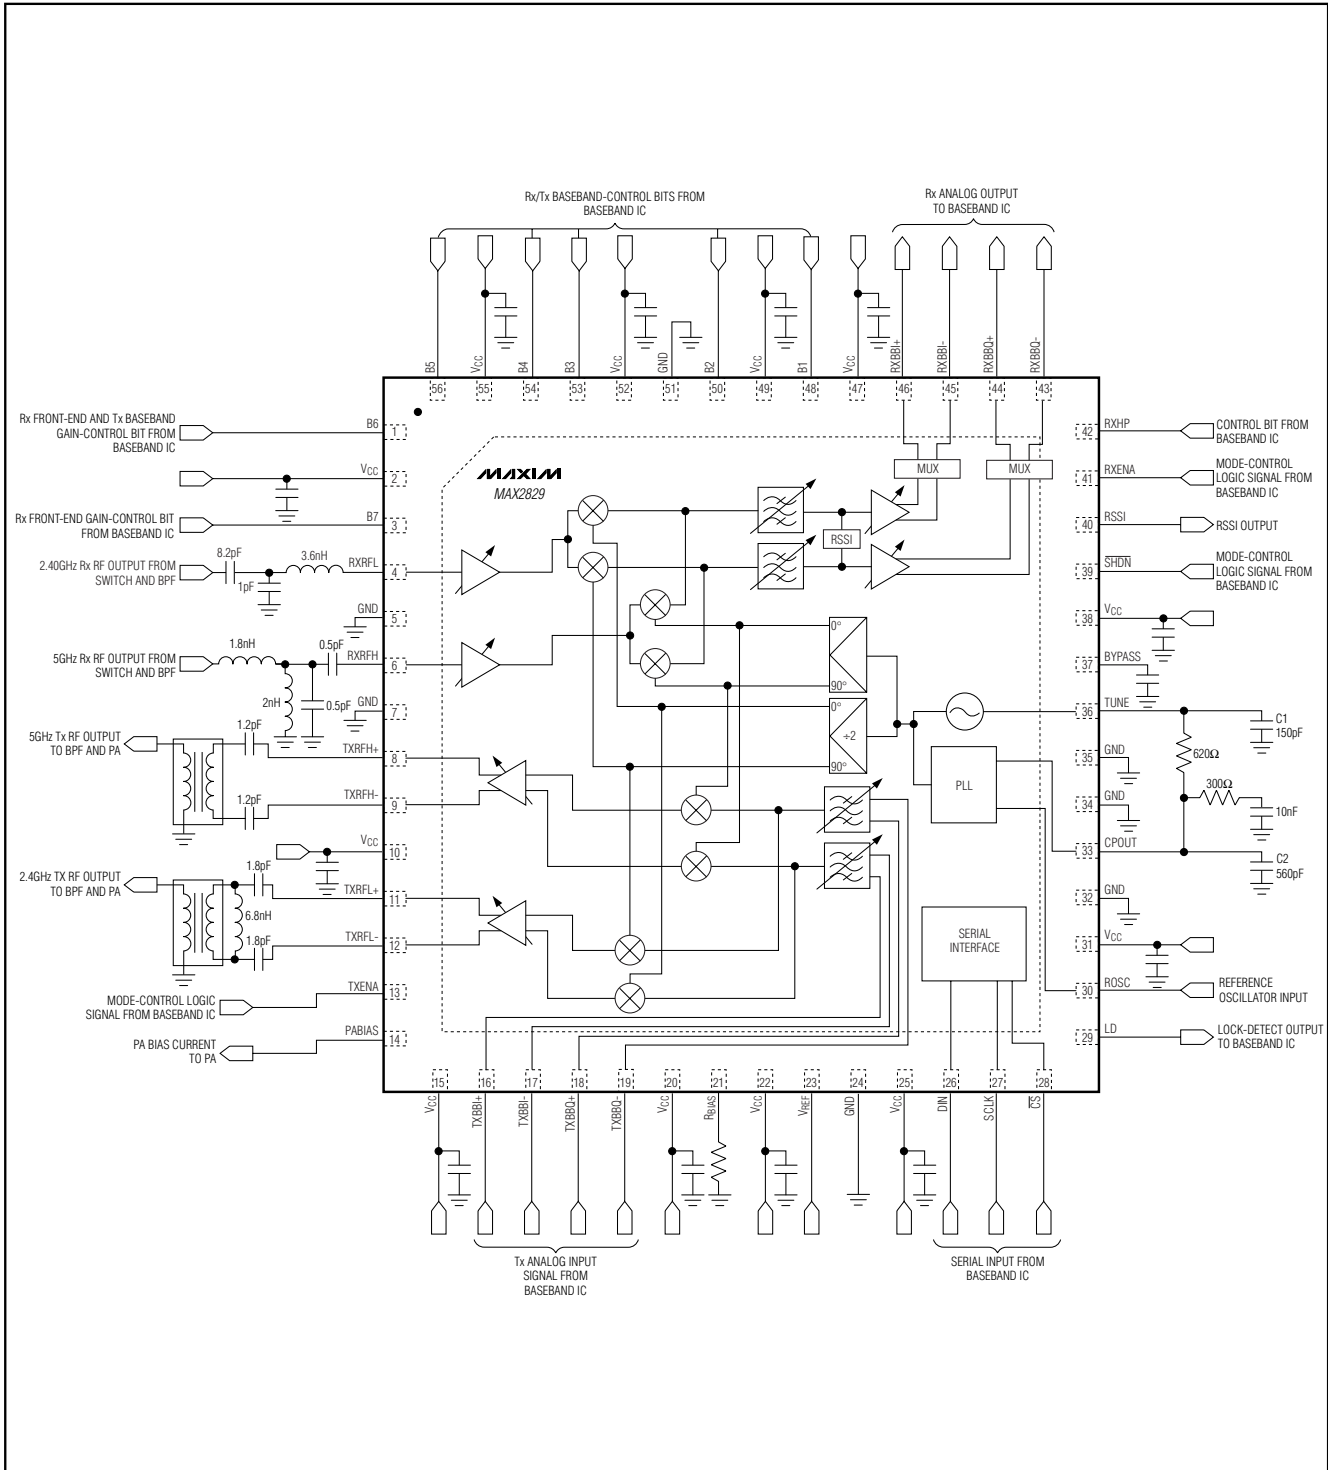 Rx/Tx BASEBAND-CONTROL BITS FROM
BASEBAND IC
Rx ANALOG OUTPUT
TO BASEBAND IC
B5
VCC
B4
B3
VCC
GND
B2
VCC
B1
VCC
RXBBI+
RXBBI-
RXBBQ+
RXBBQ-
56
55
54
53
52
51
50
49
48
47
46
45
44
43
Rx FRONT-END AND Tx BASEBAND
GAIN-CONTROL BIT FROM
BASEBAND IC
B6
1
VCC
2
Rx FRONT-END GAIN-CONTROL BIT
FROM BASEBAND IC
B7
3
2.40GHz Rx RF OUTPUT FROM
SWITCH AND BPF
8.2pF
1pF
3.6nH
RXRFL
4
GND
5
5GHz Rx RF OUTPUT FROM
SWITCH AND BPF
1.8nH
2nH
0.5pF
0.5pF
RXRFH
6
GND
7
5GHz Tx RF OUTPUT
TO BPF AND PA
1.2pF
TXRFH+
8
1.2pF
TXRFH-
9
VCC
10
2.4GHz TX RF OUTPUT
TO BPF AND PA
1.8pF
6.8nH
1.8pF
TXRFL+
11
TXRFL-
12
MODE-CONTROL LOGIC
SIGNAL FROM BASEBAND IC
TXENA
13
PA BIAS CURRENT
TO PA
PABIAS
14
MAXIM
MAX2829
MUX
MUX
RSSI
0°
90°
0°
÷2
90°
PLL
SERIAL
INTERFACE
42
RXHP
CONTROL BIT FROM
BASEBAND IC
41
RXENA
MODE-CONTROL
LOGIC SIGNAL FROM
BASEBAND IC
40
RSSI
RSSI OUTPUT
39
SHDN
MODE-CONTROL
LOGIC SIGNAL FROM
BASEBAND IC
38
VCC
37
BYPASS
36
TUNE
C1
150pF
620Ω
35
GND
300Ω
10nF
34
GND
33
CPOUT
C2
560pF
32
GND
31
VCC
30
ROSC
REFERENCE
OSCILLATOR INPUT
29
LD
LOCK-DETECT OUTPUT
TO BASEBAND IC
15
16
17
18
19
20
21
22
23
24
25
26
27
28
VCC
TXBBI+
TXBBI-
TXBBQ+
TXBBQ-
VCC
RBIAS
VCC
VREF
GND
VCC
DIN
SCLK
CS
Tx ANALOG INPUT
SIGNAL FROM
BASEBAND IC
SERIAL INPUT FROM
BASEBAND IC